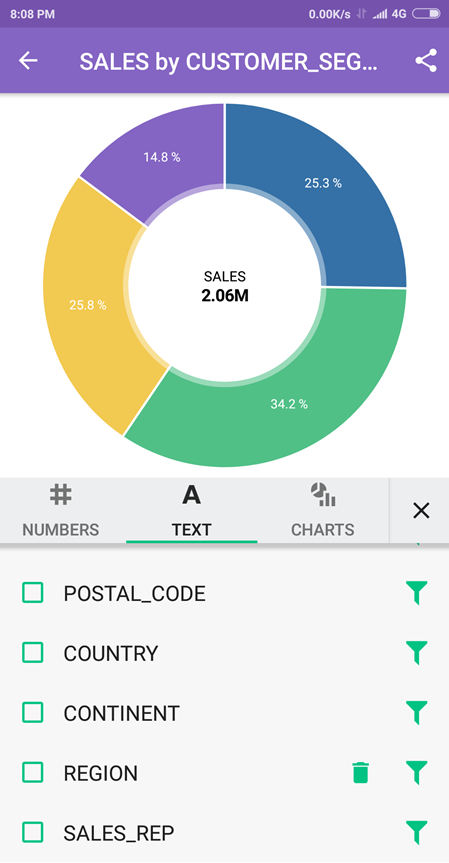 8:08 PM 0.00K/s 4G
SALES by CUSTOMER_SEG...
14.8 %
25.3 %
SALES
2.06M
25.8 %
34.2 %
NUMBERS TEXT CHARTS
POSTAL_CODE
COUNTRY
CONTINENT
REGION
SALES_REP